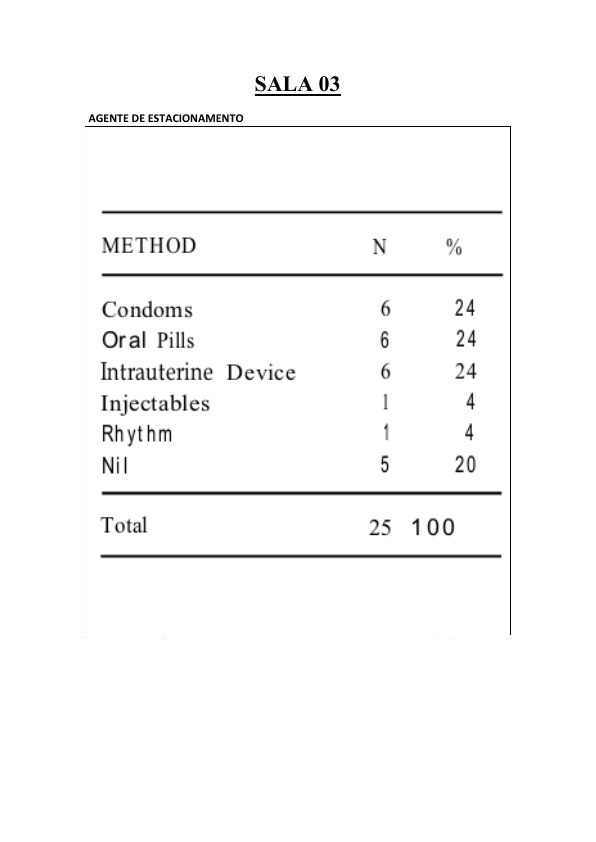 SALA 03
AGENTE DE ESTACIONAMENTO
METHOD N %
Condoms 6 24
Oral Pills 6 24
Intrauterine Device 6 24
Injectables 1 4
Rhythm 1 4
Nil 5 20
Total 25 100